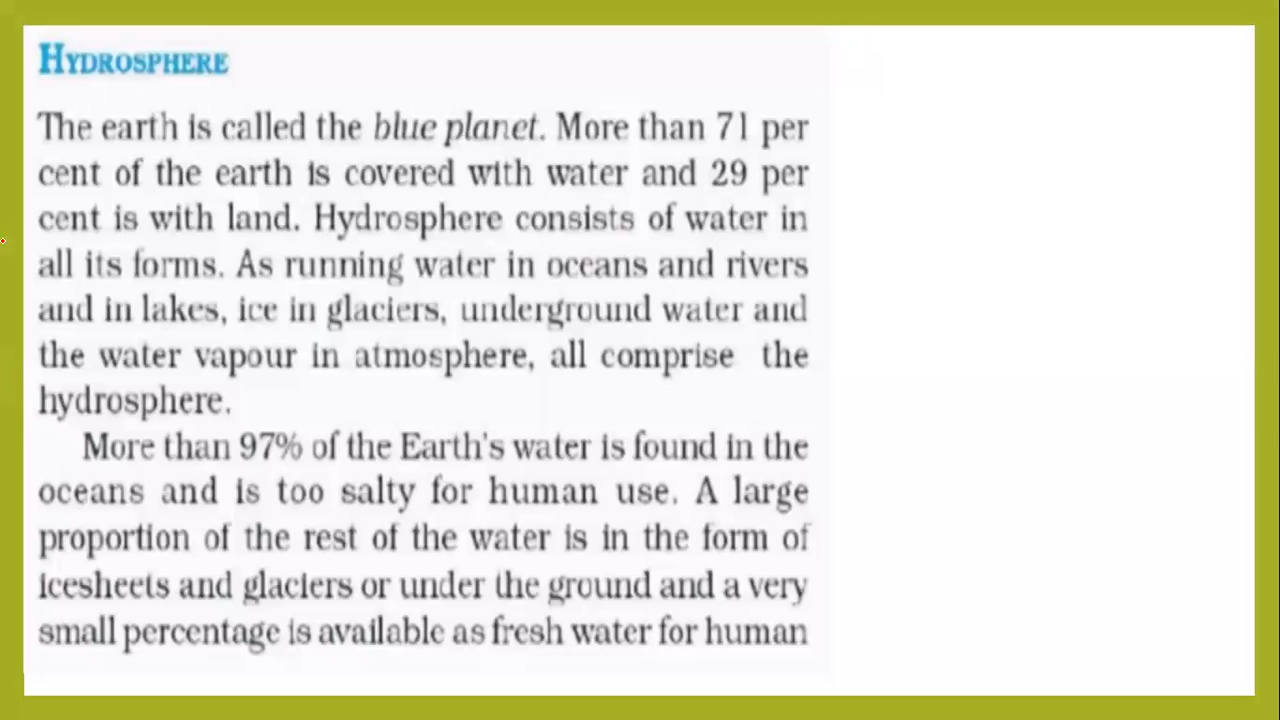 HYDROSPHERE
The earth is called the blue planet. More than 71 per
cent of the earth is covered with water and 29 per
cent is with land. Hydrosphere consists of water in
all its forms. As running water in oceans and rivers
and in lakes, ice in glaciers, underground water and
the water vapour in atmosphere, all comprise the
hydrosphere.
More than 97% of the Earth's water is found in the
oceans and is too salty for human use. A large
proportion of the rest of the water is in the form of
icesheets and glaciers or under the ground and a very
small percentage is available as fresh water for human